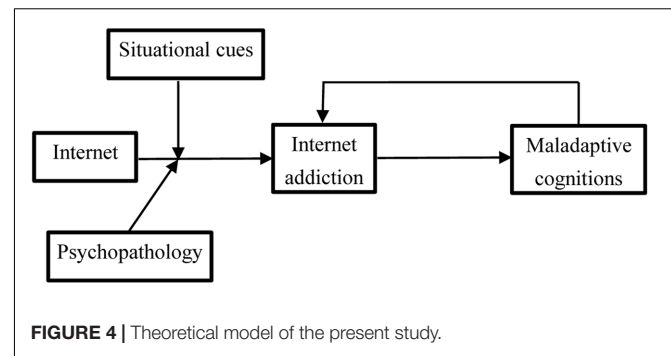 Situational cues
Internet
Internet
addiction
Maladaptive
cognitions
Psychopathology
FIGURE 4 | Theoretical model of the present study.